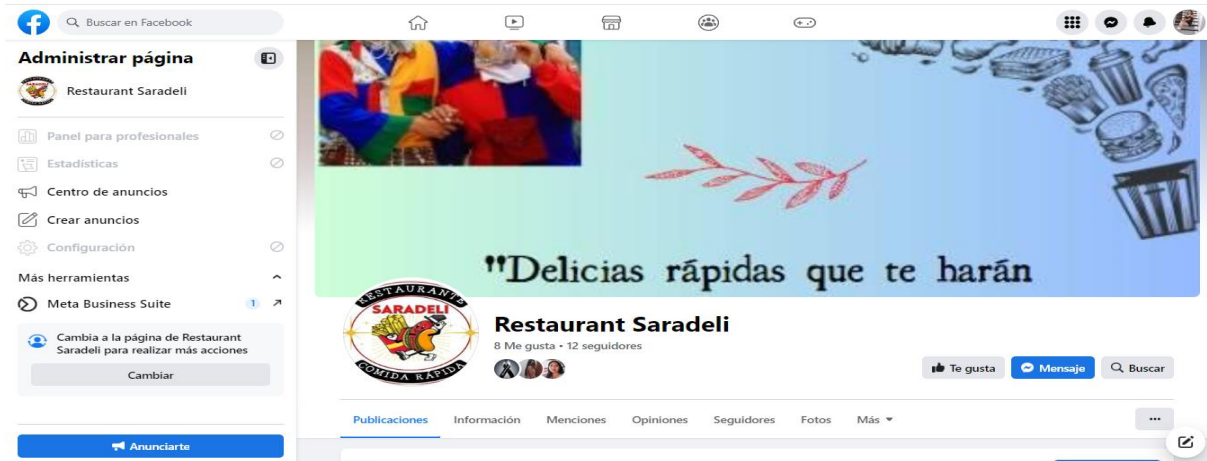 Buscar en Facebook
Administrar página
Restaurant Saradeli
Panel para profesionales
Estadísticas
Centro de anuncios
Crear anuncios
Configuración
Más herramientas
Meta Business Suite 1
Cambia a la página de Restaurant
Saradeli para realizar más acciones
Cambiar
Anunciarte
"Delicias rápidas que te harán
RESTAURANTE
SARADELI
COMIDA RÁPIDA
Restaurant Saradeli
8 Me gusta • 12 seguidores
Te gusta Mensaje Buscar
Publicaciones Información Menciones Opiniones Seguidores Fotos Más